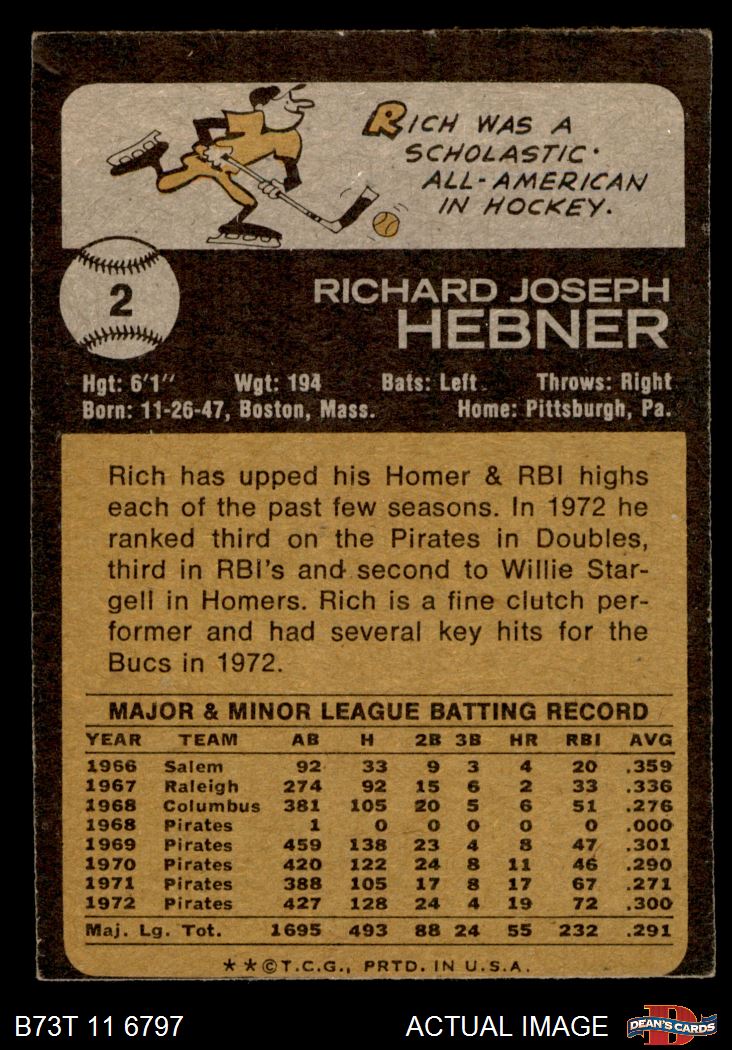 RICH WAS A
SCHOLASTIC
ALL-AMERICAN
IN HOCKEY.
2
RICHARD JOSEPH
HEBNER
Hgt: 6'1" Wgt: 194 Bats: Left Throws: Right
Born: 11-26-47, Boston, Mass. Home: Pittsburgh, Pa.
Rich has upped his Homer & RBI highs
each of the past few seasons. In 1972 he
ranked third on the Pirates in Doubles,
third in RBI's and second to Willie Star-
gell in Homers. Rich is a fine clutch per-
former and had several key hits for the
Bucs in 1972.
MAJOR & MINOR LEAGUE BATTING RECORD
YEAR TEAM AB H 2B 3B HR RBI AVG
1966 Salem 92 33 9 3 4 20 .359
1967 Raleigh 274 92 15 6 2 33 .336
1968 Columbus 381 105 20 5 6 51 .276
1968 Pirates 1 0 0 0 0 0 .000
1969 Pirates 459 138 23 4 8 47 .301
1970 Pirates 420 122 24 8 11 46 .290
1971 Pirates 388 105 17 8 17 67 .271
1972 Pirates 427 128 24 4 19 72 .300
Maj. Lg. Tot. 1695 493 88 24 55 232 .291
★★©T.C.G., PRTD. IN U.S.A.
B73T 11 6797 ACTUAL IMAGE D DEAN'S CARDS